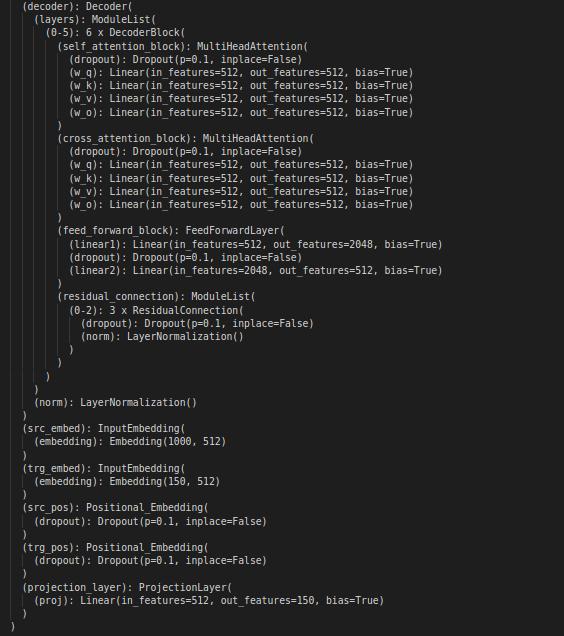 (decoder): Decoder(
(layers): ModuleList(
(0-5): 6 x DecoderBlock(
(self_attention_block): MultiHeadAttention(
(dropout): Dropout(p=0.1, inplace=False)
(w_q): Linear(in_features=512, out_features=512, bias=True)
(w_k): Linear(in_features=512, out_features=512, bias=True)
(w_v): Linear(in_features=512, out_features=512, bias=True)
(w_o): Linear(in_features=512, out_features=512, bias=True)
)
(cross_attention_block): MultiHeadAttention(
(dropout): Dropout(p=0.1, inplace=False)
(w_q): Linear(in_features=512, out_features=512, bias=True)
(w_k): Linear(in_features=512, out_features=512, bias=True)
(w_v): Linear(in_features=512, out_features=512, bias=True)
(w_o): Linear(in_features=512, out_features=512, bias=True)
)
(feed_forward_block): FeedForwardLayer(
(linear1): Linear(in_features=512, out_features=2048, bias=True)
(dropout): Dropout(p=0.1, inplace=False)
(linear2): Linear(in_features=2048, out_features=512, bias=True)
)
(residual_connection): ModuleList(
(0-2): 3 x ResidualConnection(
(dropout): Dropout(p=0.1, inplace=False)
(norm): LayerNormalization()
)
)
)
)
(norm): LayerNormalization()
)
(src_embed): InputEmbedding(
(embedding): Embedding(1000, 512)
)
(trg_embed): InputEmbedding(
(embedding): Embedding(150, 512)
)
(src_pos): Positional_Embedding(
(dropout): Dropout(p=0.1, inplace=False)
)
(trg_pos): Positional_Embedding(
(dropout): Dropout(p=0.1, inplace=False)
)
(projection_layer): ProjectionLayer(
(proj): Linear(in_features=512, out_features=150, bias=True)
)
)